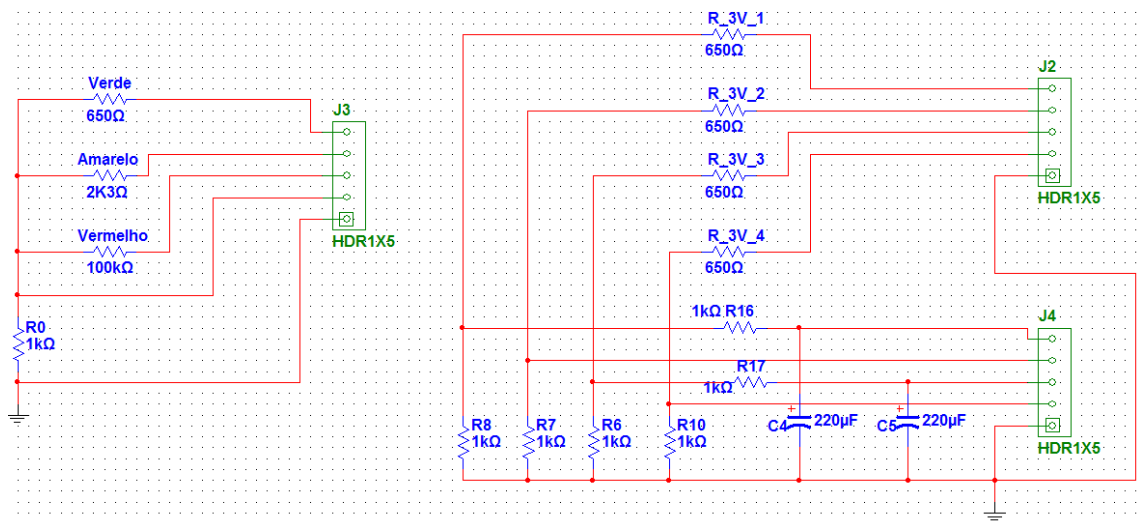 Verde
650Ω
Amarelo
2K3Ω
Vermelho
100kΩ
R0
1kΩ
J3
HDR1X5
R_3V_1
650Ω
R_3V_2
650Ω
R_3V_3
650Ω
R_3V_4
650Ω
J2
HDR1X5
1kΩ R16
R17
1kΩ
J4
HDR1X5
R8
1kΩ
R7
1kΩ
R6
1kΩ
R10
1kΩ
+
C4 220µF
+
C5 220µF